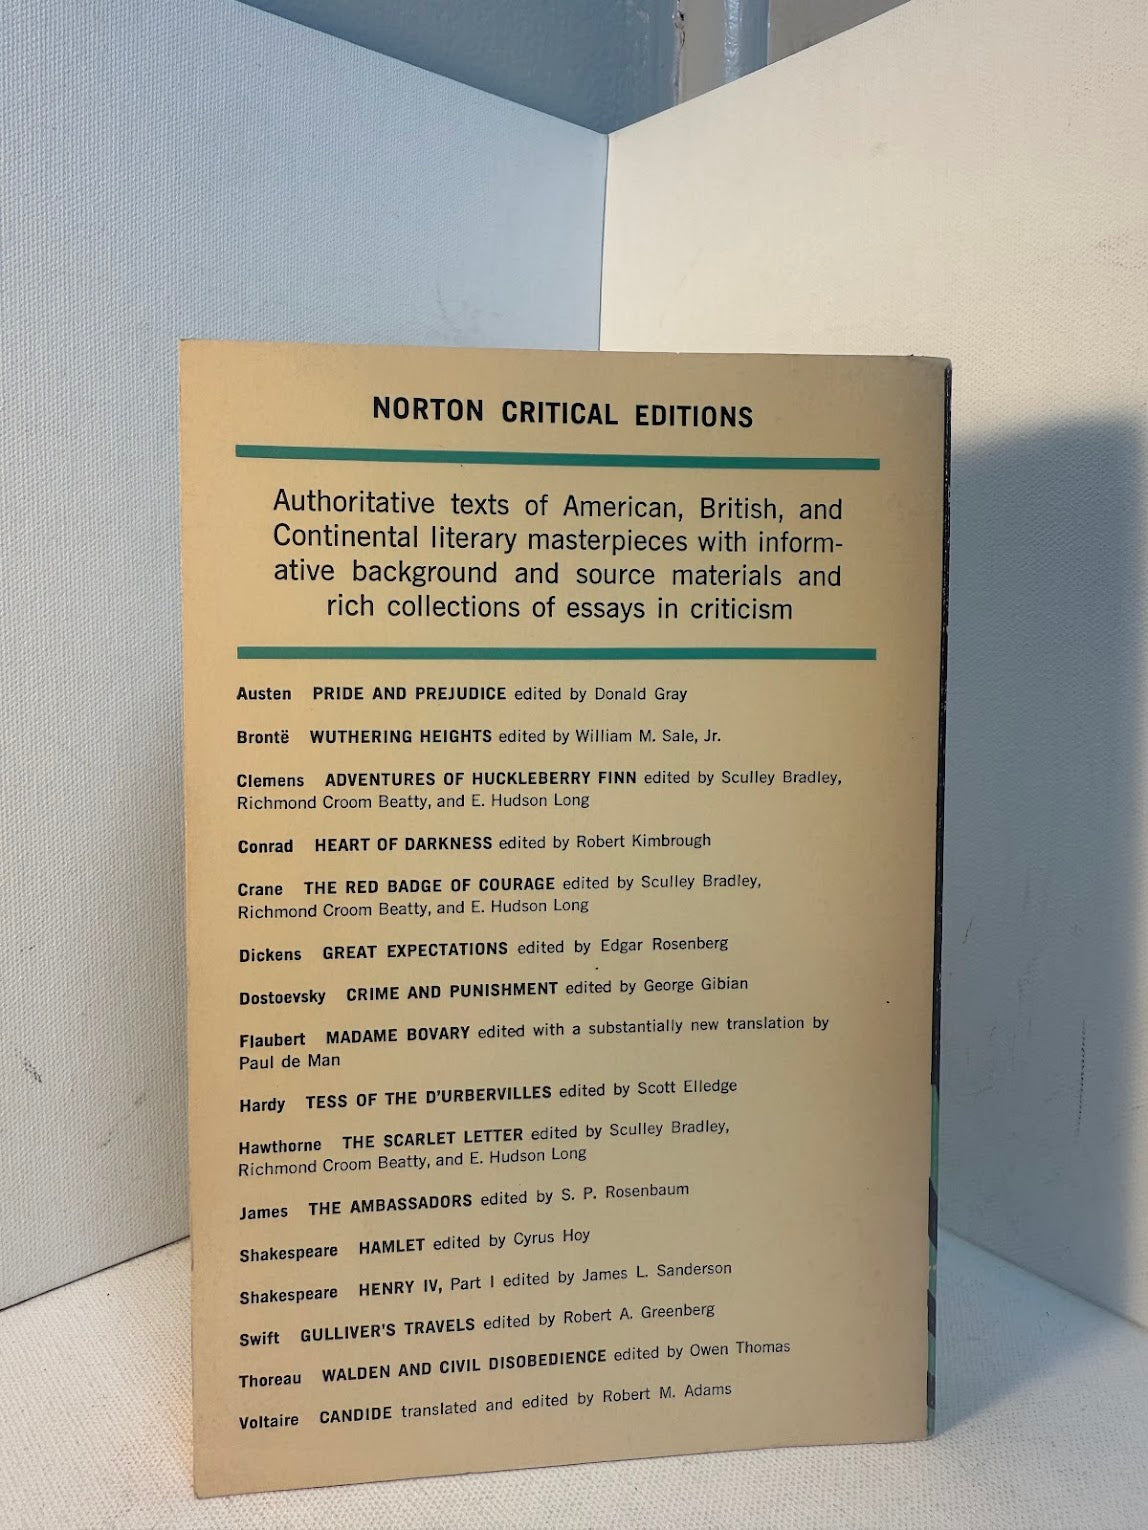 NORTON CRITICAL EDITIONS
Authoritative texts of American, British, and
Continental literary masterpieces with inform-
ative background and source materials and
rich collections of essays in criticism
Austen PRIDE AND PREJUDICE edited by Donald Gray
Brontë WUTHERING HEIGHTS edited by William M. Sale, Jr.
Clemens ADVENTURES OF HUCKLEBERRY FINN edited by Sculley Bradley,
Richmond Croom Beatty, and E. Hudson Long
Conrad HEART OF DARKNESS edited by Robert Kimbrough
Crane THE RED BADGE OF COURAGE edited by Sculley Bradley,
Richmond Croom Beatty, and E. Hudson Long
Dickens GREAT EXPECTATIONS edited by Edgar Rosenberg
Dostoevsky CRIME AND PUNISHMENT edited by George Gibian
Flaubert MADAME BOVARY edited with a substantially new translation by
Paul de Man
Hardy TESS OF THE D'URBERVILLES edited by Scott Elledge
Hawthorne THE SCARLET LETTER edited by Sculley Bradley,
Richmond Croom Beatty, and E. Hudson Long
James THE AMBASSADORS edited by S. P. Rosenbaum
Shakespeare HAMLET edited by Cyrus Hoy
Shakespeare HENRY IV, Part I edited by James L. Sanderson
Swift GULLIVER'S TRAVELS edited by Robert A. Greenberg
Thoreau WALDEN AND CIVIL DISOBEDIENCE edited by Owen Thomas
Voltaire CANDIDE translated and edited by Robert M. Adams